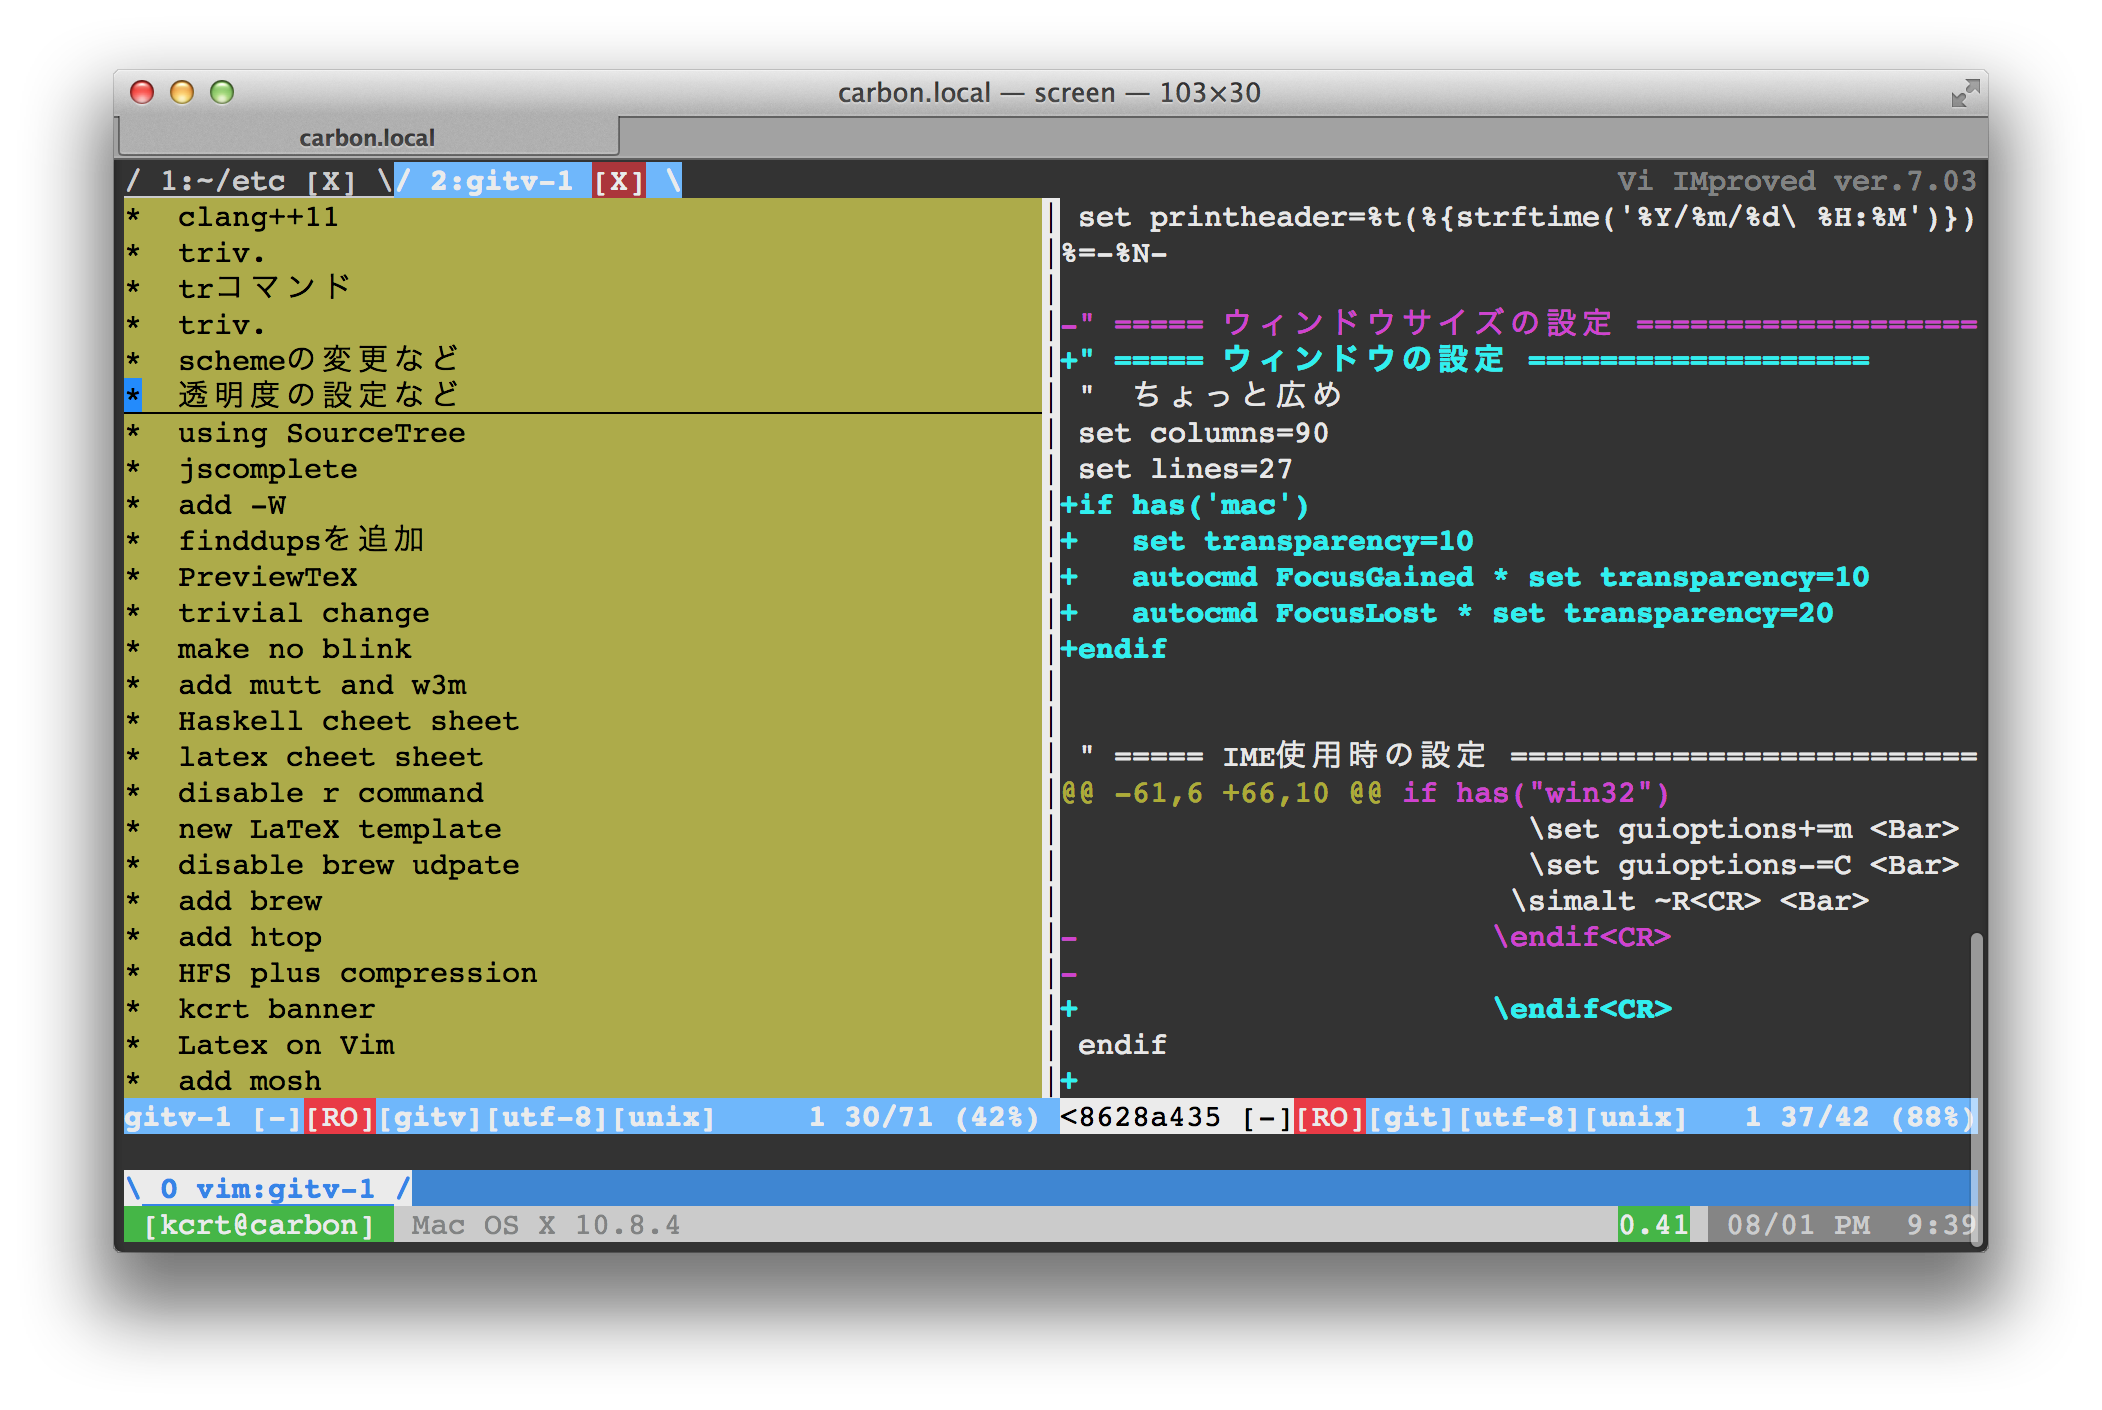 carbon.local — screen — 103×30
carbon.local
/ 1:~/etc [X] \/ 2:gitv-1 [X] \ Vi IMproved ver.7.03
* clang++11
* triv.
* trコマンド
* triv.
* schemeの変更など
* 透明度の設定など
* using SourceTree
* jscomplete
* add -W
* finddupsを追加
* PreviewTeX
* trivial change
* make no blink
* add mutt and w3m
* Haskell cheet sheet
* latex cheet sheet
* disable r command
* new LaTeX template
* disable brew udpate
* add brew
* add htop
* HFS plus compression
* kcrt banner
* Latex on Vim
* add mosh
gitv-1 [-][RO][gitv][utf-8][unix] 1 30/71 (42%)
set printheader=%t(%{strftime('%Y/%m/%d\ %H:%M')})
%=-%N-
-" ===== ウィンドウサイズの設定 ===================
+" ===== ウィンドウの設定 ===================
" ちょっと広め
set columns=90
set lines=27
+if has('mac')
+ set transparency=10
+ autocmd FocusGained * set transparency=10
+ autocmd FocusLost * set transparency=20
+endif
" ===== IME使用時の設定 ==========================
@@ -61,6 +66,10 @@ if has("win32")
\set guioptions+=m <Bar>
\set guioptions-=C <Bar>
\simalt ~R<CR> <Bar>
- \endif<CR>
-
+ \endif<CR>
endif
+
<8628a435 [-][RO][git][utf-8][unix] 1 37/42 (88%)
\ 0 vim:gitv-1 /
[kcrt@carbon] Mac OS X 10.8.4 0.41 08/01 PM 9:39